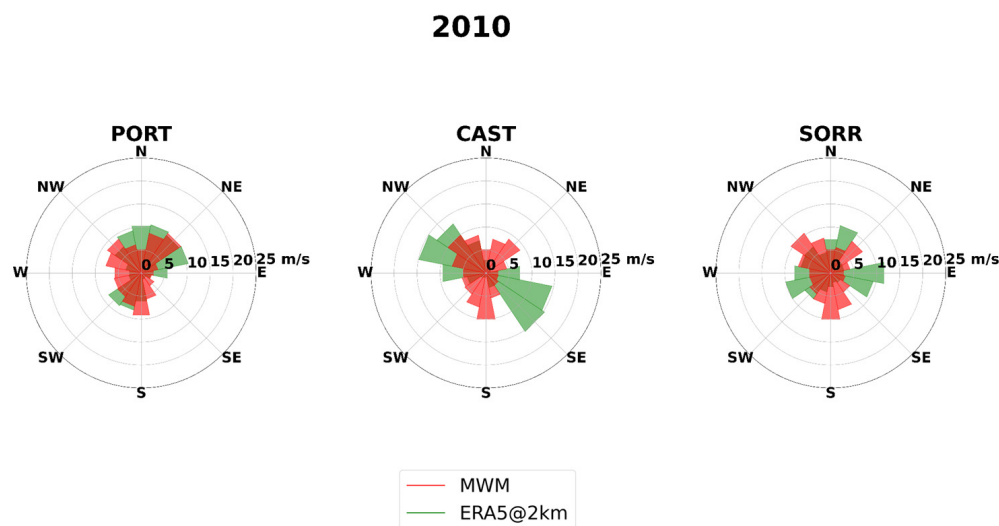 2010
PORT CAST SORR
N N N
NW NE NW NE NW NE
W 0 5 10 15 20 25 m/s E W 0 5 10 15 20 25 m/s E W 0 5 10 15 20 25 m/s E
SW SE SW SE SW SE
S S S
MWM
ERA5@2km